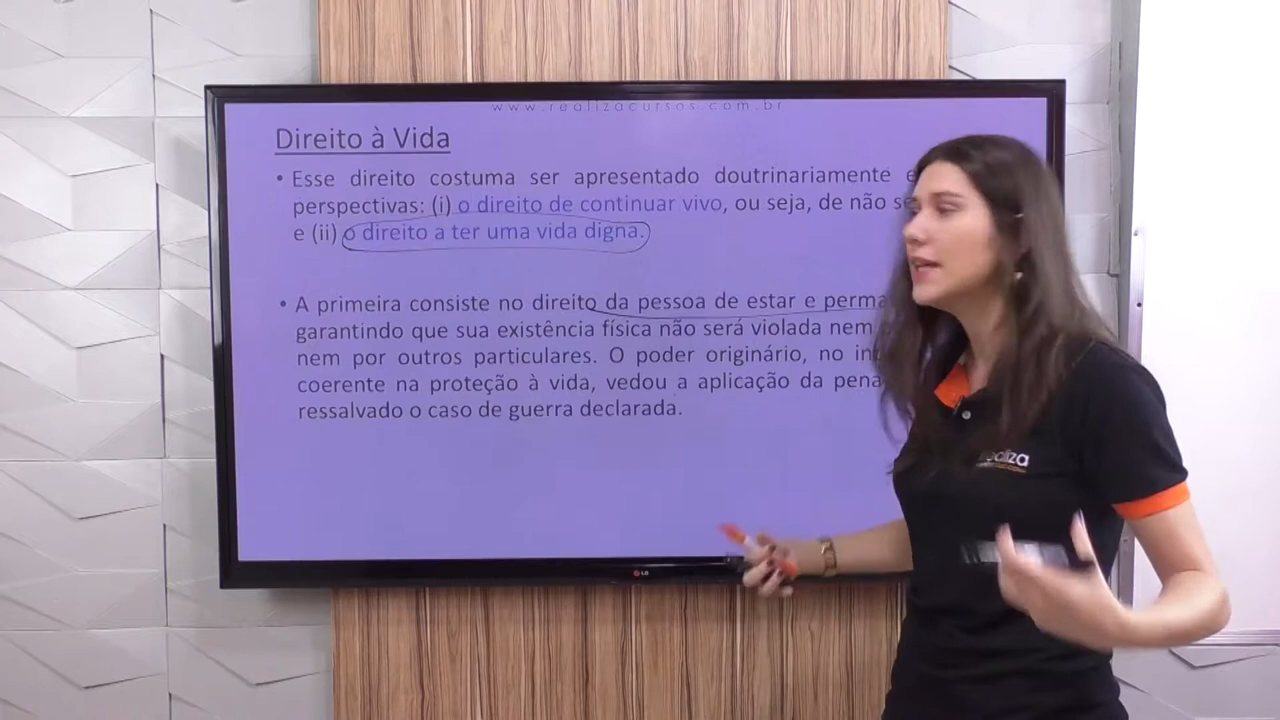 www.realizacursos.com.br
Direito à Vida
• Esse direito costuma ser apresentado doutrinariamente
perspectivas: (i) o direito de continuar vivo, ou seja, de não
e (ii) o direito a ter uma vida digna.
• A primeira consiste no direito da pessoa de estar e perma
garantindo que sua existência física não será violada nem
nem por outros particulares. O poder originário, no in
coerente na proteção à vida, vedou a aplicação da pena
ressalvado o caso de guerra declarada.
LG
realiza